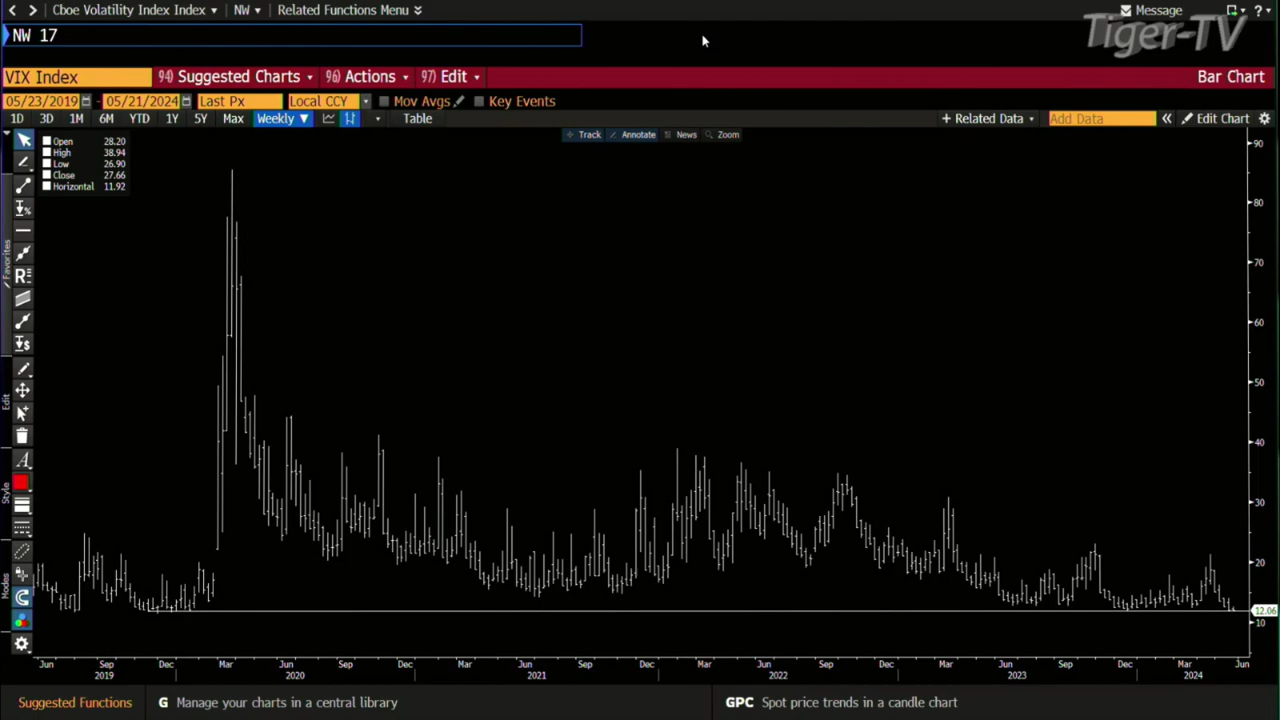 Cboe Volatility Index Index NW Related Functions Menu Message ?
Tiger-TV
NW 17
VIX Index 94) Suggested Charts 96) Actions 97) Edit Bar Chart
05/23/2019 - 05/21/2024 Last Px Local CCY Mov Avgs Key Events
1D 3D 1M 6M YTD 1Y 5Y Max Weekly Table + Related Data Add Data Edit Chart
Track Annotate News Zoom
Open 28.20
High 38.94
Low 26.90
Close 27.66
Horizontal 11.92
Favorites
Edit
Style
Modes
90
80
70
60
50
40
30
20
12.06
10
Jun Sep Dec Mar Jun Sep Dec Mar Jun Sep Dec Mar Jun Sep Dec Mar Jun Sep Dec Mar Jun
2019 2020 2021 2022 2023 2024
Suggested Functions G Manage your charts in a central library GPC Spot price trends in a candle chart